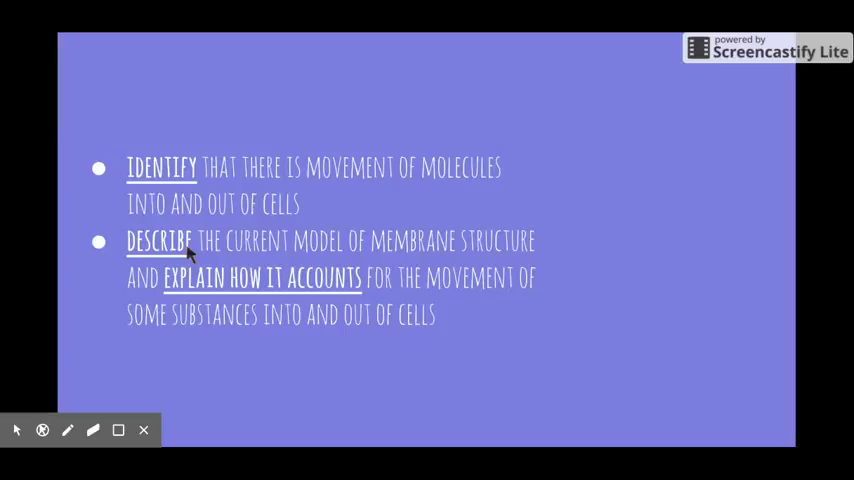 powered by
Screencastify Lite
IDENTIFY THAT THERE IS MOVEMENT OF MOLECULES
INTO AND OUT OF CELLS
DESCRIBE THE CURRENT MODEL OF MEMBRANE STRUCTURE
AND EXPLAIN HOW IT ACCOUNTS FOR THE MOVEMENT OF
SOME SUBSTANCES INTO AND OUT OF CELLS